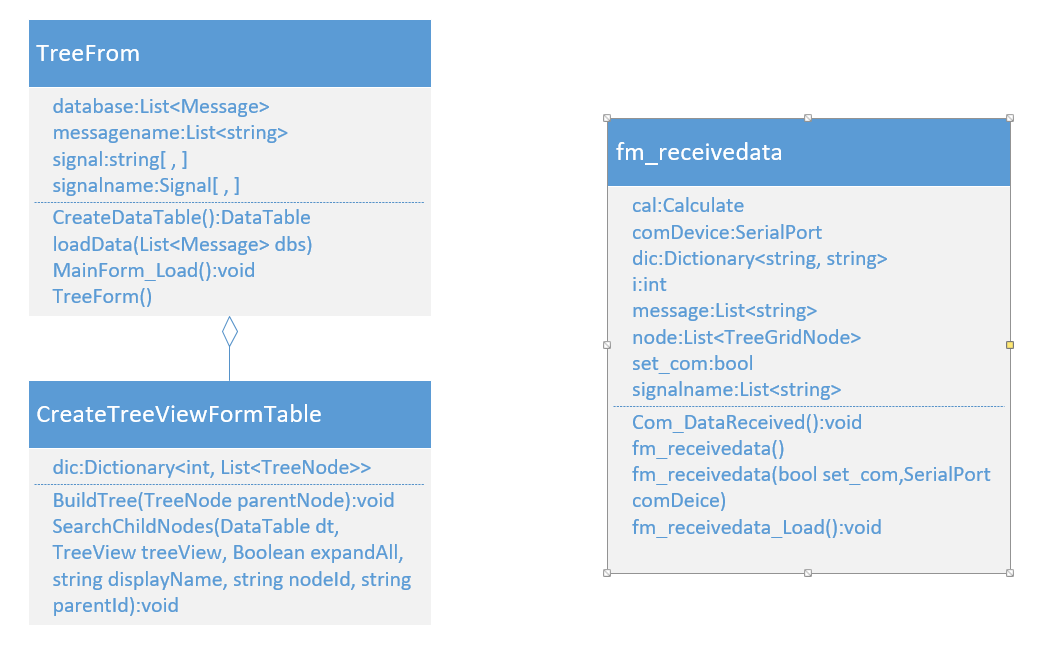 TreeFrom
database:List<Message>
messagename:List<string>
signal:string[ , ]
signalname:Signal[ , ]
CreateDataTable():DataTable
loadData(List<Message> dbs)
MainForm_Load():void
TreeForm()
CreateTreeViewFormTable
dic:Dictionary<int, List<TreeNode>>
BuildTree(TreeNode parentNode):void
SearchChildNodes(DataTable dt,
TreeView treeView, Boolean expandAll,
string displayName, string nodeId, string
parentId):void
fm_receivedata
cal:Calculate
comDevice:SerialPort
dic:Dictionary<string, string>
i:int
message:List<string>
node:List<TreeGridNode>
set_com:bool
signalname:List<string>
Com_DataReceived():void
fm_receivedata()
fm_receivedata(bool set_com,SerialPort
comDeice)
fm_receivedata_Load():void